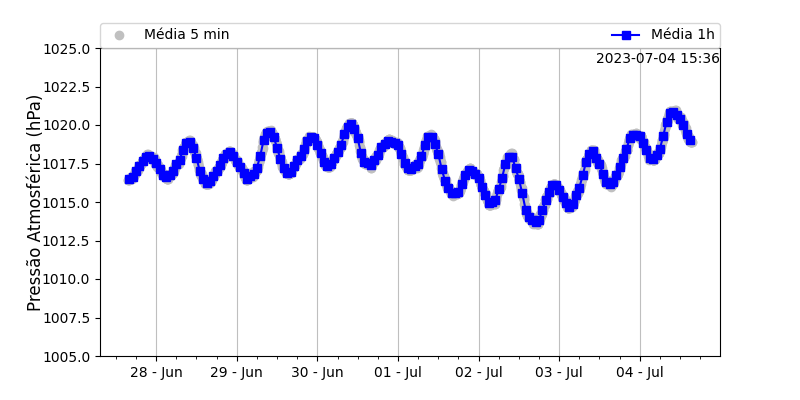 Média 5 min
Média 1h
2023-07-04 15:36
Pressão Atmosférica (hPa)
1025.0
1022.5
1020.0
1017.5
1015.0
1012.5
1010.0
1007.5
1005.0
28 - Jun
29 - Jun
30 - Jun
01 - Jul
02 - Jul
03 - Jul
04 - Jul